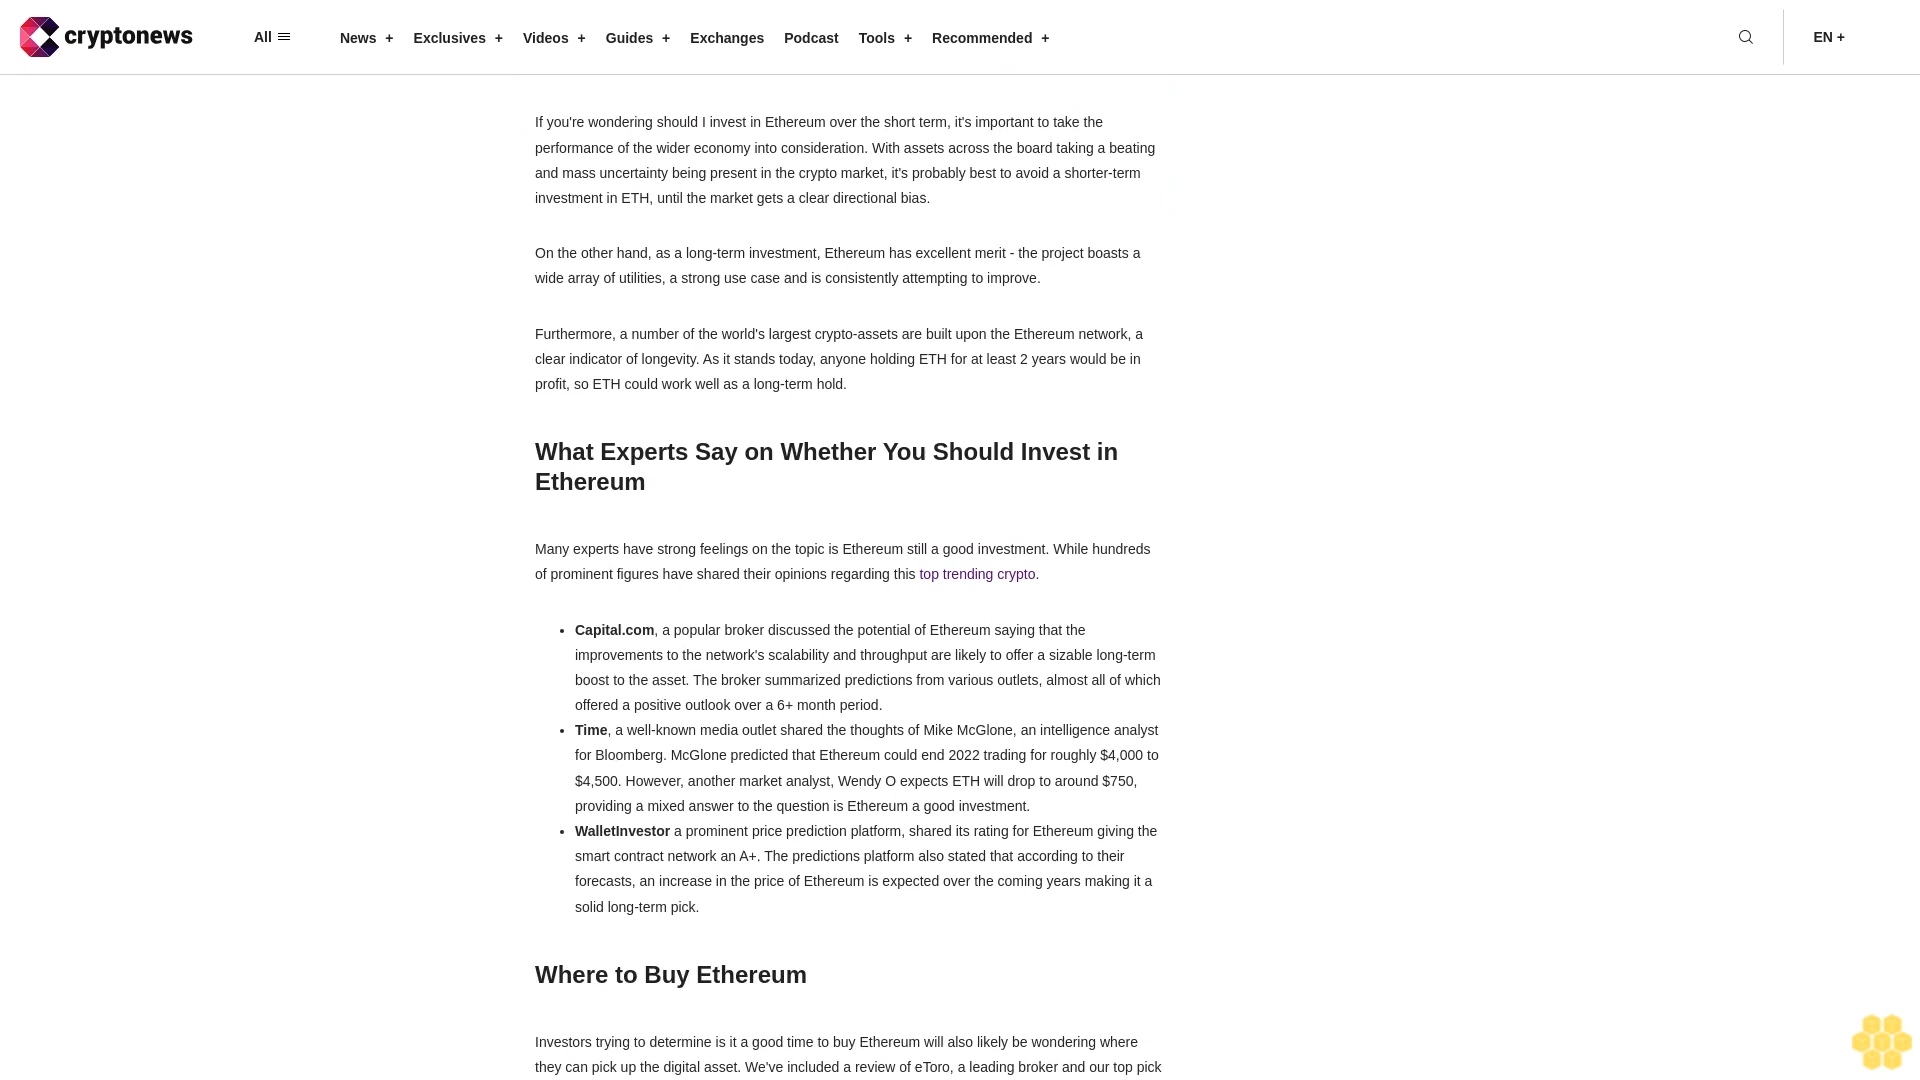 cryptonews All News + Exclusives + Videos + Guides + Exchanges Podcast Tools + Recommended + EN +
If you're wondering should I invest in Ethereum over the short term, it's important to take the
performance of the wider economy into consideration. With assets across the board taking a beating
and mass uncertainty being present in the crypto market, it's probably best to avoid a shorter-term
investment in ETH, until the market gets a clear directional bias.
On the other hand, as a long-term investment, Ethereum has excellent merit - the project boasts a
wide array of utilities, a strong use case and is consistently attempting to improve.
Furthermore, a number of the world's largest crypto-assets are built upon the Ethereum network, a
clear indicator of longevity. As it stands today, anyone holding ETH for at least 2 years would be in
profit, so ETH could work well as a long-term hold.
What Experts Say on Whether You Should Invest in
Ethereum
Many experts have strong feelings on the topic is Ethereum still a good investment. While hundreds
of prominent figures have shared their opinions regarding this top trending crypto.
• Capital.com, a popular broker discussed the potential of Ethereum saying that the
improvements to the network's scalability and throughput are likely to offer a sizable long-term
boost to the asset. The broker summarized predictions from various outlets, almost all of which
offered a positive outlook over a 6+ month period.
• Time, a well-known media outlet shared the thoughts of Mike McGlone, an intelligence analyst
for Bloomberg. McGlone predicted that Ethereum could end 2022 trading for roughly $4,000 to
$4,500. However, another market analyst, Wendy O expects ETH will drop to around $750,
providing a mixed answer to the question is Ethereum a good investment.
• WalletInvestor a prominent price prediction platform, shared its rating for Ethereum giving the
smart contract network an A+. The predictions platform also stated that according to their
forecasts, an increase in the price of Ethereum is expected over the coming years making it a
solid long-term pick.
Where to Buy Ethereum
Investors trying to determine is it a good time to buy Ethereum will also likely be wondering where
they can pick up the digital asset. We've included a review of eToro, a leading broker and our top pick